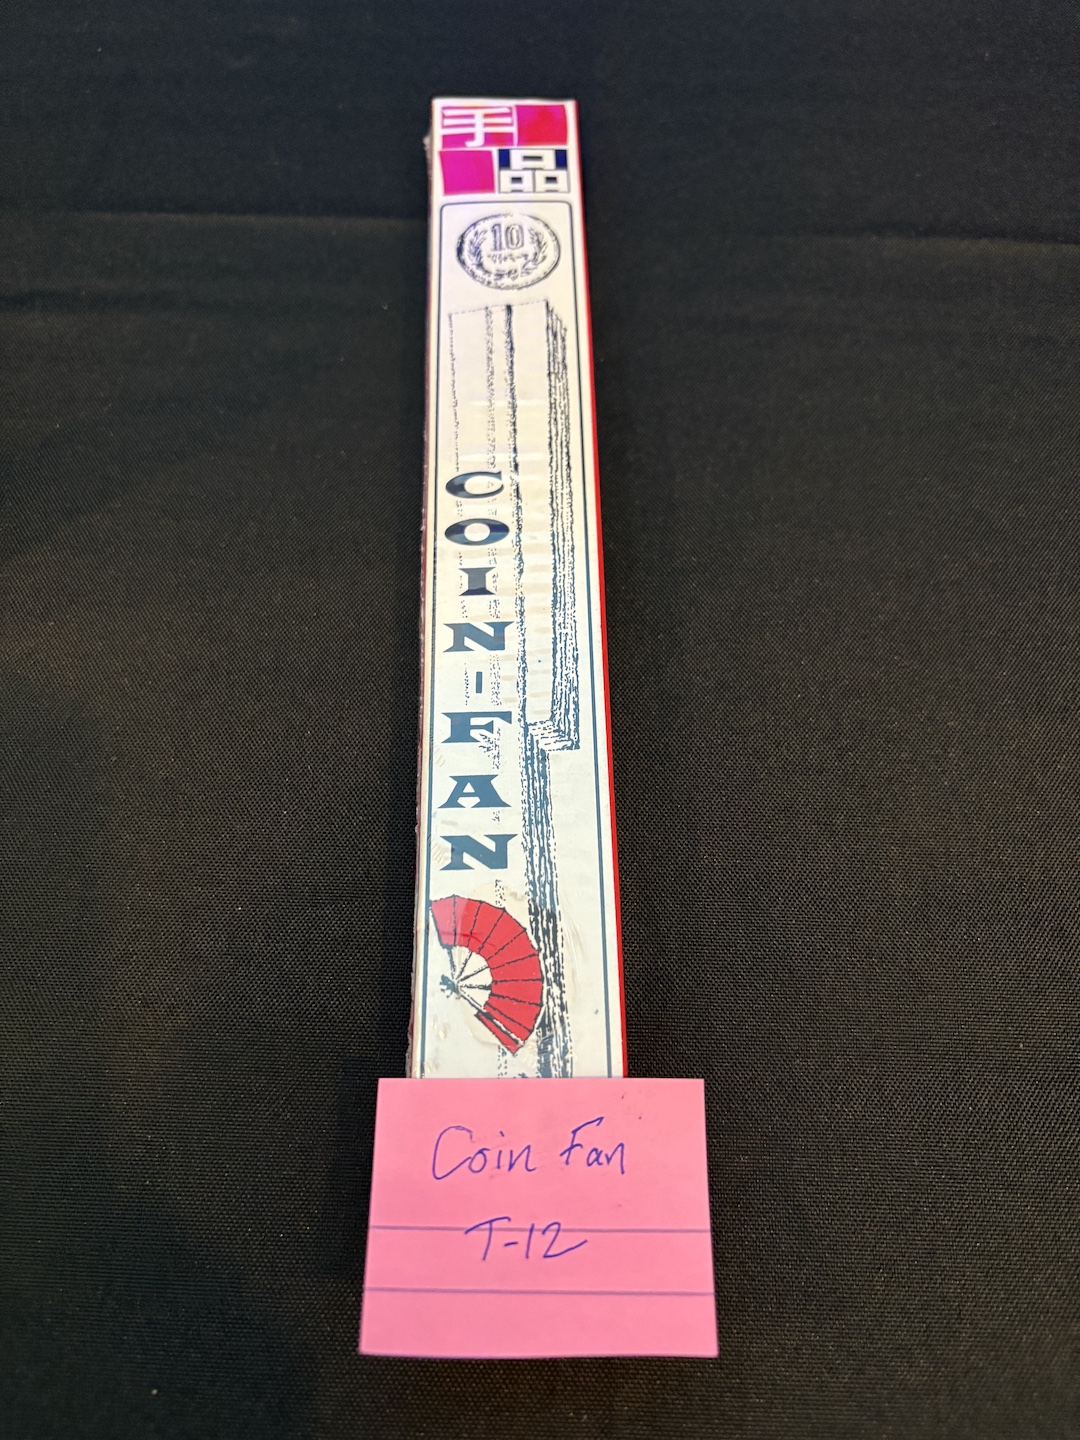 手
品
10
COIN-FAN
Coin Fan
T-12